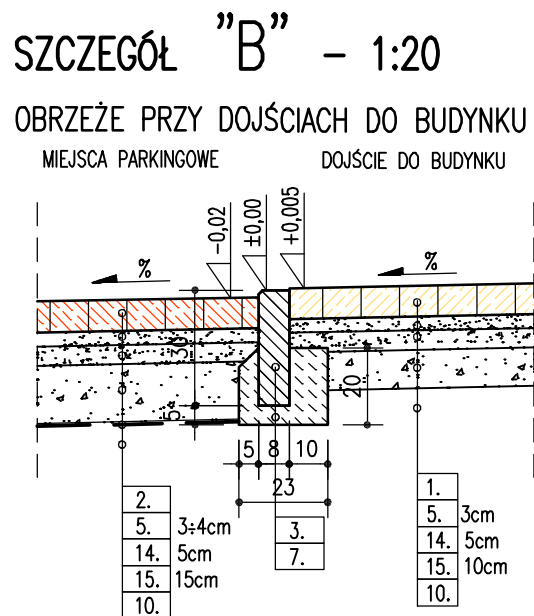 SZCZEGÓŁ "B" - 1:20
OBRZEŻE PRZY DOJŚCIACH DO BUDYNKU
MIEJSCA PARKINGOWE DOJŚCIE DO BUDYNKU
-0,02 ±0,00 +0,005
% %
30
5 20
5 8 10
23
2.
5. 3÷4cm
14. 5cm
15. 15cm
10.
3.
7.
1.
5. 3cm
14. 5cm
15. 10cm
10.